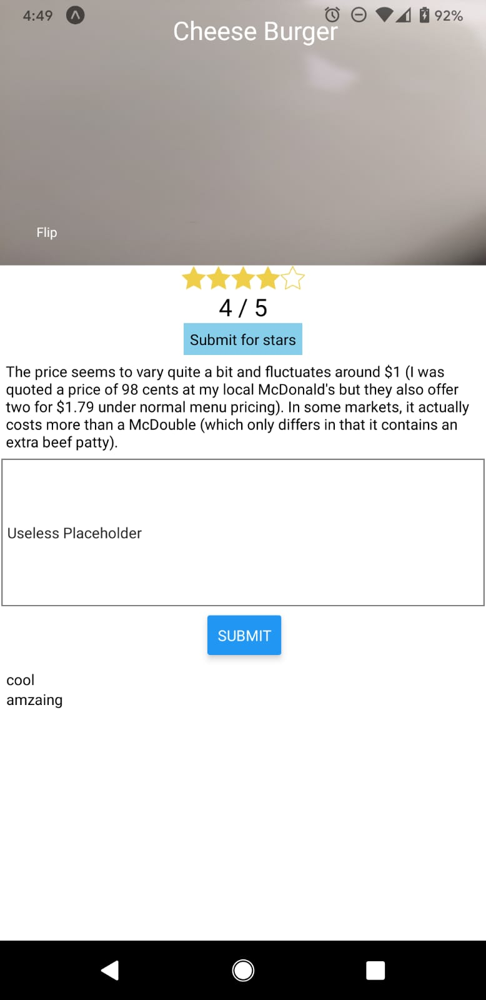 4:49 92%
Cheese Burger
Flip
4 / 5
Submit for stars
The price seems to vary quite a bit and fluctuates around $1 (I was
quoted a price of 98 cents at my local McDonald's but they also offer
two for $1.79 under normal menu pricing). In some markets, it actually
costs more than a McDouble (which only differs in that it contains an
extra beef patty).
Useless Placeholder
SUBMIT
cool
amzaing